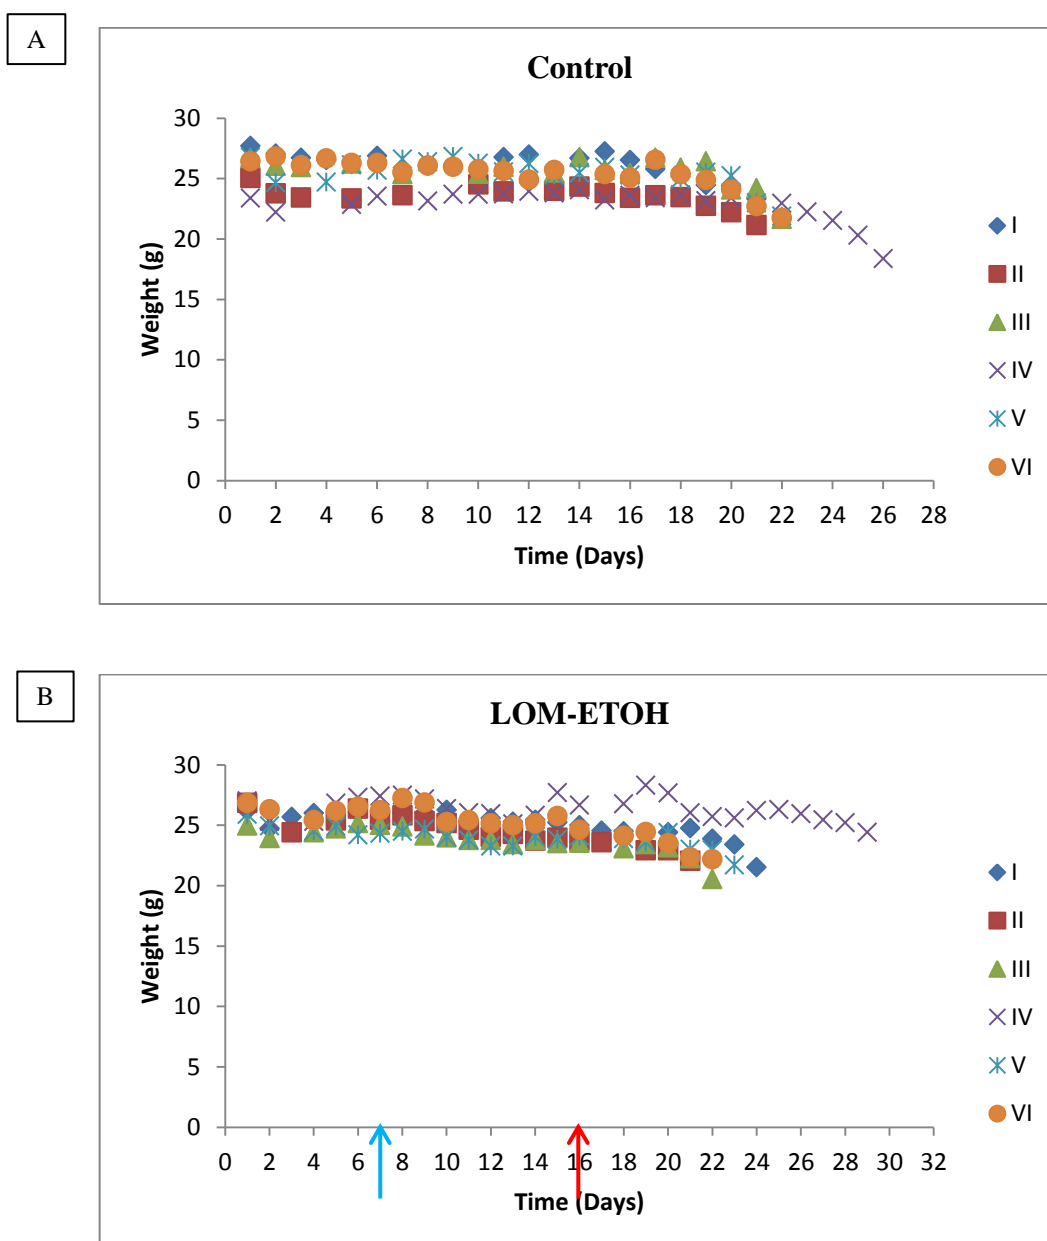 A
Control
30
25
20
15
10
5
0
Weight (g)
0 2 4 6 8 10 12 14 16 18 20 22 24 26 28
Time (Days)
I
II
III
IV
V
VI
B
LOM-ETOH
30
25
20
15
10
5
0
Weight (g)
0 2 4 6 8 10 12 14 16 18 20 22 24 26 28 30 32
Time (Days)
I
II
III
IV
V
VI